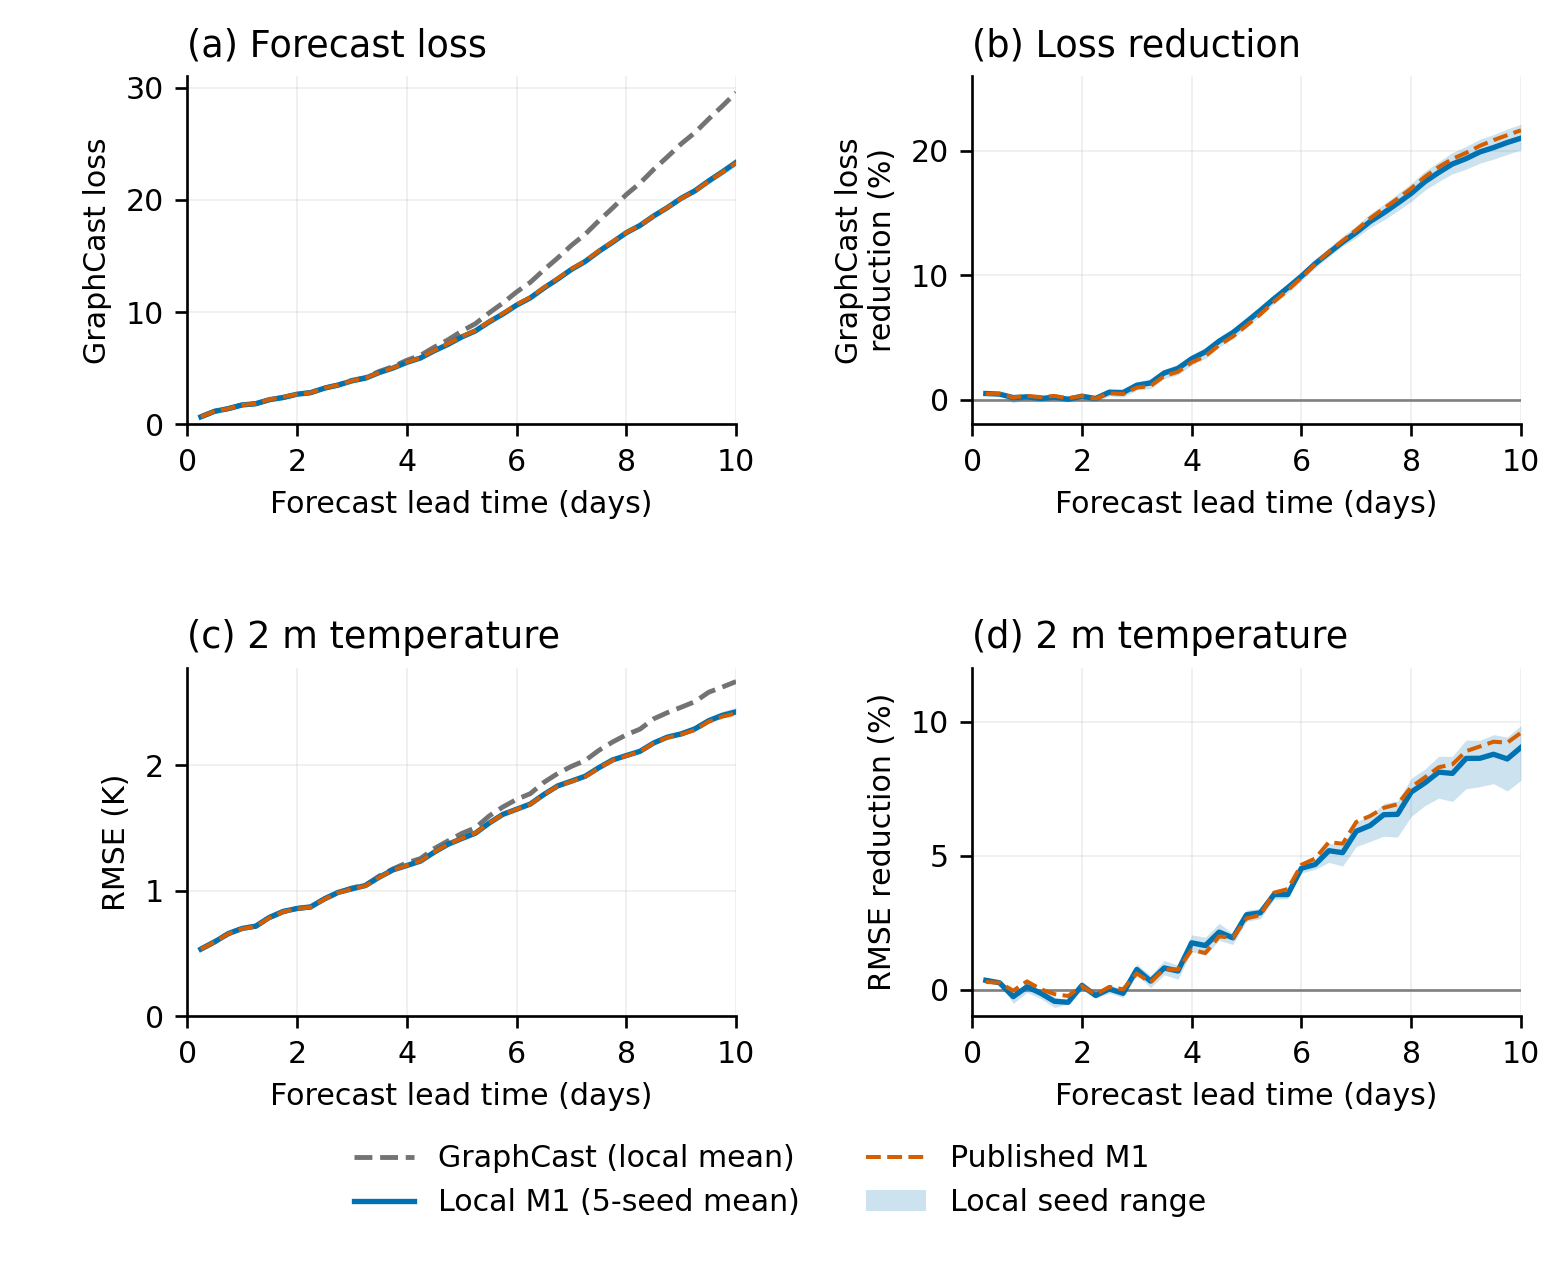 (a) Forecast loss
GraphCast loss
30
20
10
0
0 2 4 6 8 10
Forecast lead time (days)
(b) Loss reduction
GraphCast loss
reduction (%)
20
10
0
0 2 4 6 8 10
Forecast lead time (days)
(c) 2 m temperature
RMSE (K)
2
1
0
0 2 4 6 8 10
Forecast lead time (days)
(d) 2 m temperature
RMSE reduction (%)
10
5
0
0 2 4 6 8 10
Forecast lead time (days)
GraphCast (local mean)
Local M1 (5-seed mean)
Published M1
Local seed range